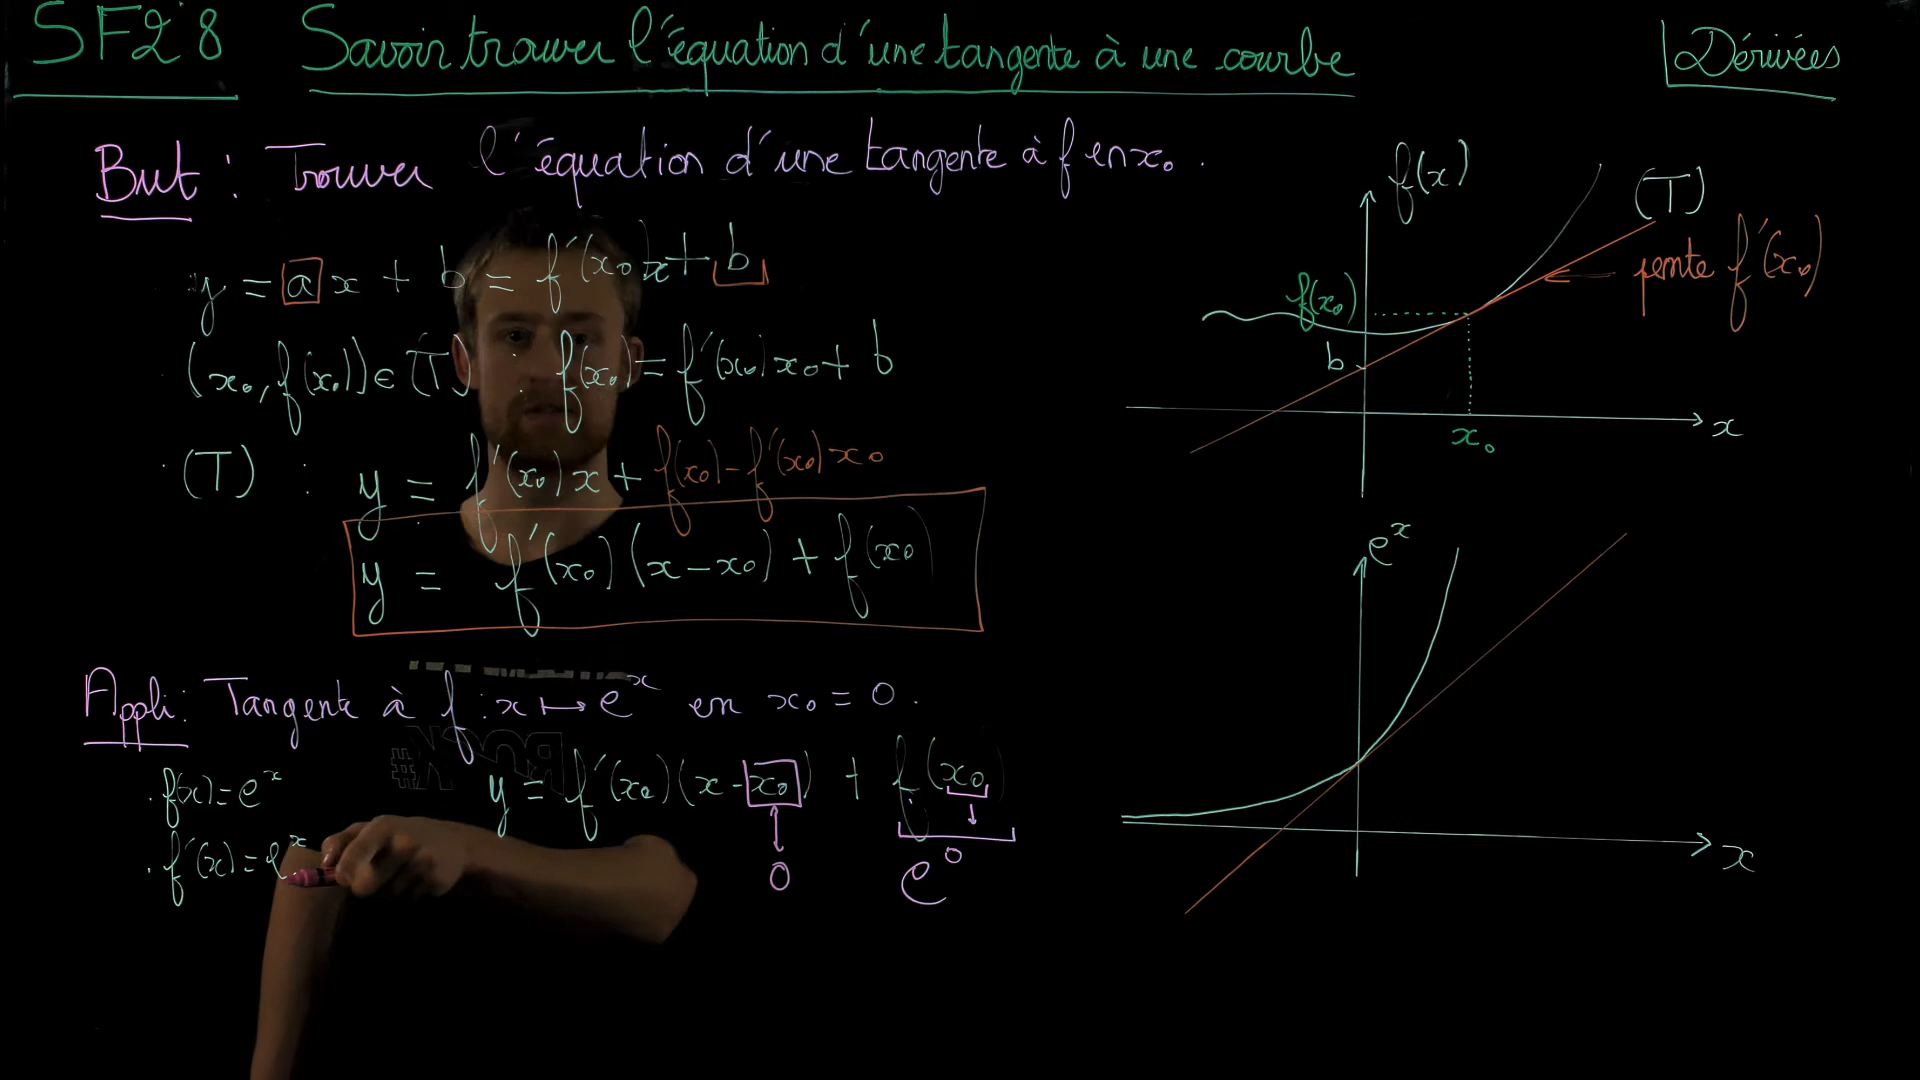 SF28 Savoir trouver l'équation d'une tangente à une courbe
Dérivées
But : Trouver l'équation d'une tangente à f en x₀.
y = a x + b = f'(x₀)x + b
(x₀, f(x₀)) ∈ (T) : f(x₀) = f'(x₀)x₀ + b
(T) : y = f'(x₀)x + f(x₀) - f'(x₀)x₀
y = f'(x₀)(x - x₀) + f(x₀)
f(x)
(T)
pente f'(x₀)
f(x₀)
b
x₀
x
Appli : Tangente à f : x ↦ eˣ en x₀ = 0.
. f(x) = eˣ
y = f'(x₀)(x - x₀) + f(x₀)
. f'(x) = eˣ
0
e⁰
eˣ
x